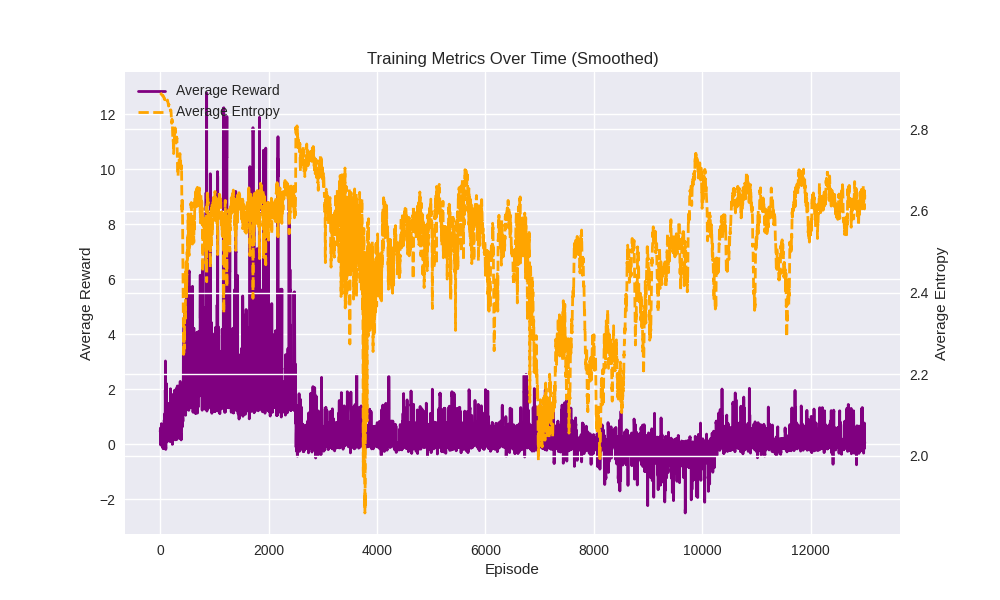 Training Metrics Over Time (Smoothed)
Average Reward
Average Entropy
12
10
8
6
4
2
0
−2
2.8
2.6
2.4
2.2
2.0
Average Reward
Average Entropy
0 2000 4000 6000 8000 10000 12000
Episode